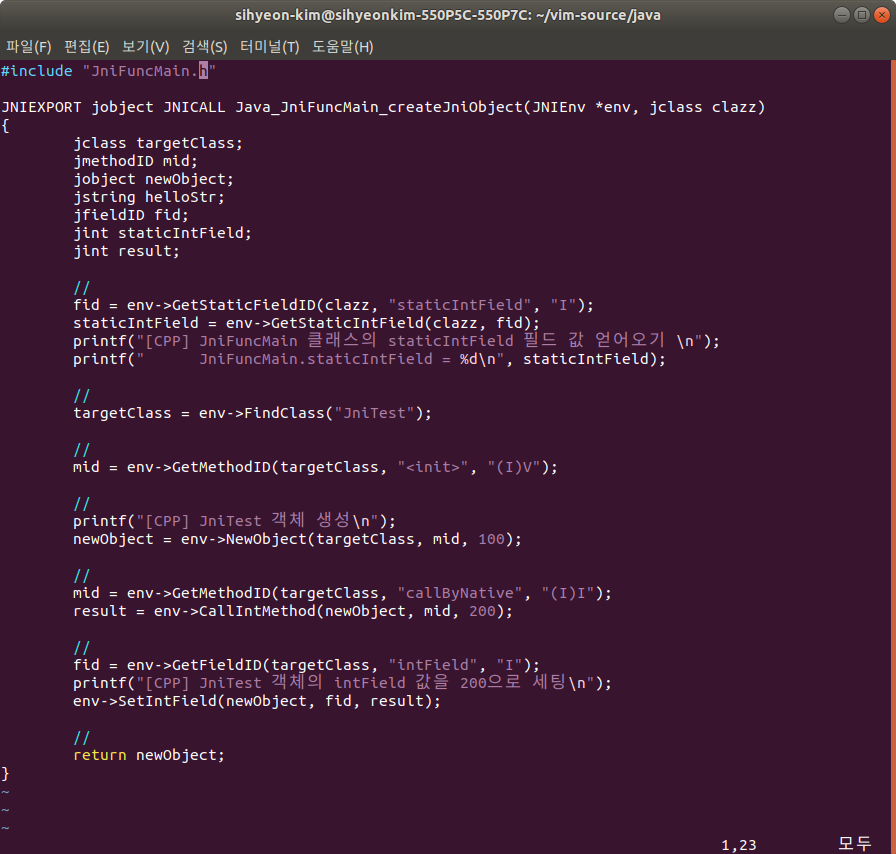 sihyeon-kim@sihyeonkim-550P5C-550P7C: ~/vim-source/java
파일(F) 편집(E) 보기(V) 검색(S) 터미널(T) 도움말(H)
#include "JniFuncMain.h"
JNIEXPORT jobject JNICALL Java_JniFuncMain_createJniObject(JNIEnv *env, jclass clazz)
{
jclass targetClass;
jmethodID mid;
jobject newObject;
jstring helloStr;
jfieldID fid;
jint staticIntField;
jint result;
//
fid = env->GetStaticFieldID(clazz, "staticIntField", "I");
staticIntField = env->GetStaticIntField(clazz, fid);
printf("[CPP] JniFuncMain 클래스의 staticIntField 필드 값 얻어오기 \n");
printf("      JniFuncMain.staticIntField = %d\n", staticIntField);
//
targetClass = env->FindClass("JniTest");
//
mid = env->GetMethodID(targetClass, "<init>", "(I)V");
//
printf("[CPP] JniTest 객체 생성\n");
newObject = env->NewObject(targetClass, mid, 100);
//
mid = env->GetMethodID(targetClass, "callByNative", "(I)I");
result = env->CallIntMethod(newObject, mid, 200);
//
fid = env->GetFieldID(targetClass, "intField", "I");
printf("[CPP] JniTest 객체의 intField 값을 200으로 세팅\n");
env->SetIntField(newObject, fid, result);
//
return newObject;
}
~
~
~
1,23 모두